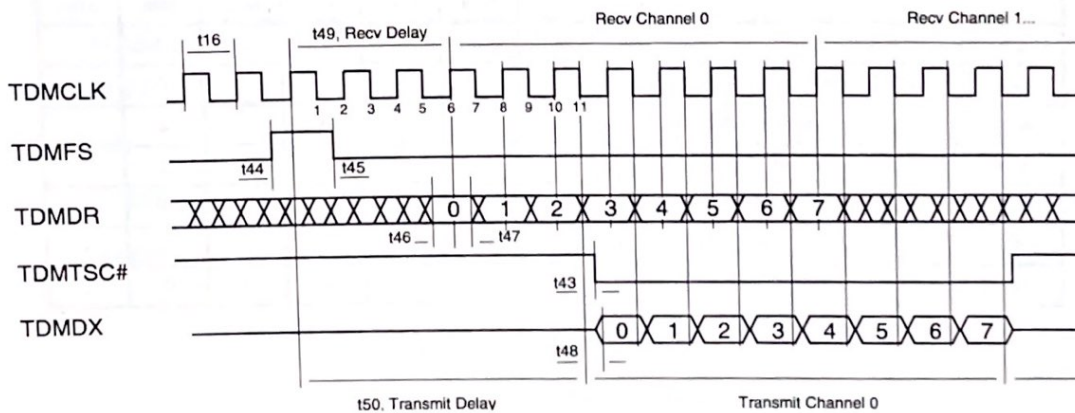 Recv Channel 0 Recv Channel 1...
t16 t49, Recv Delay
TDMCLK
1 2 3 4 5 6 7 8 9 10 11
TDMFS
t44 t45
TDMDR 0 1 2 3 4 5 6 7
t46 t47
TDMTSC#
t43
TDMDX 0 1 2 3 4 5 6 7
t48
t50, Transmit Delay Transmit Channel 0